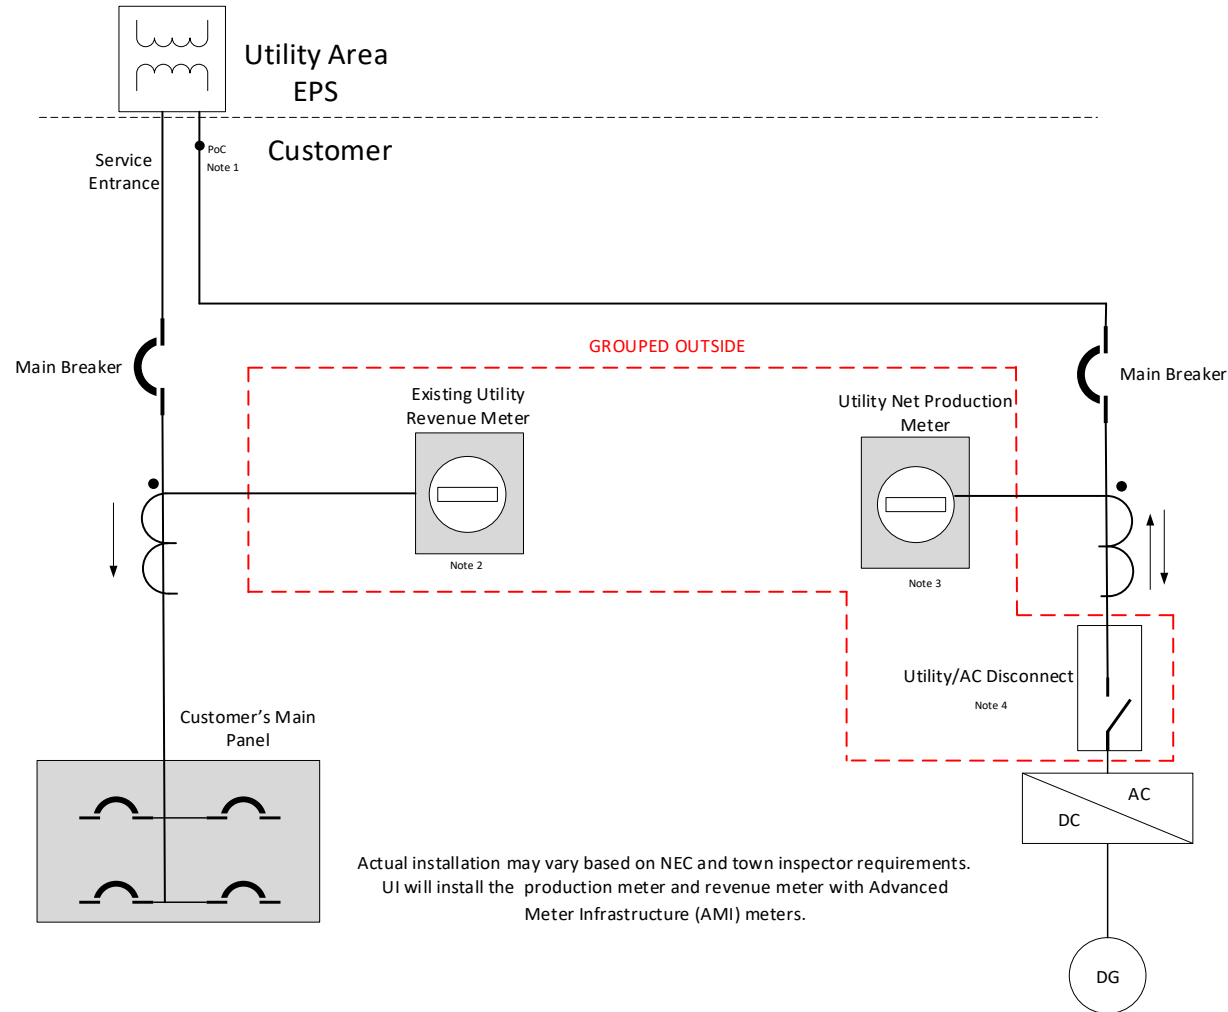 Utility Area
EPS
Customer
PoC
Note 1
Service
Entrance
GROUPED OUTSIDE
Main Breaker
Main Breaker
Existing Utility
Revenue Meter
Utility Net Production
Meter
Note 2
Note 3
Utility/AC Disconnect
Note 4
Customer’s Main
Panel
AC
DC
Actual installation may vary based on NEC and town inspector requirements.
UI will install the production meter and revenue meter with Advanced
Meter Infrastructure (AMI) meters.
DG